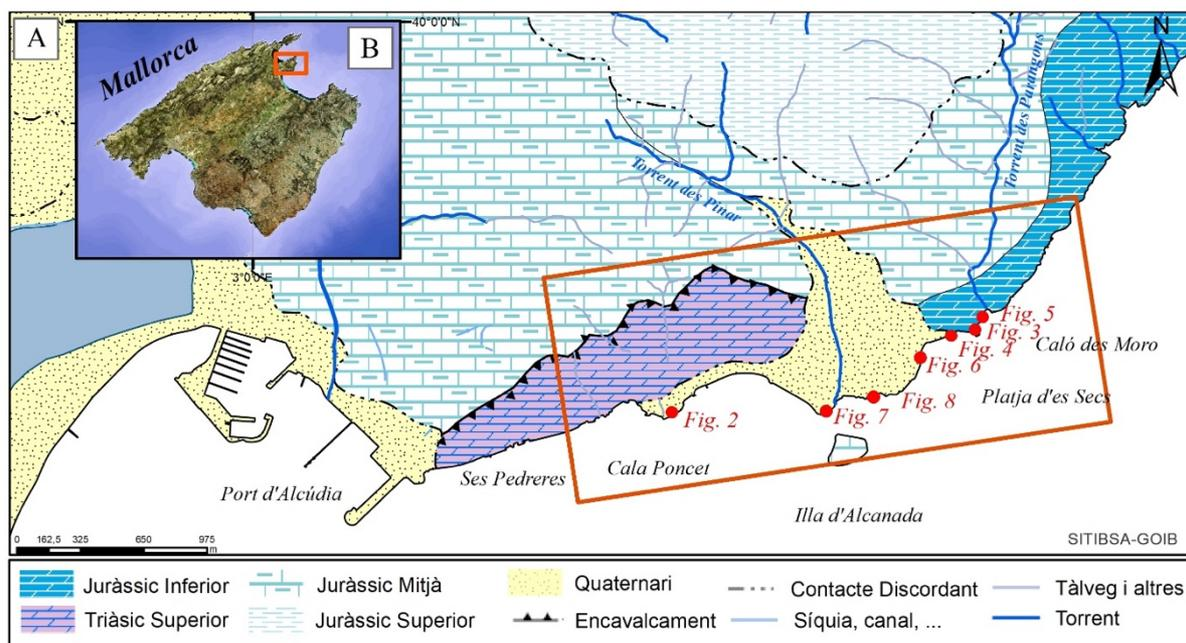 A
Mallorca
B
40°0'0"N
N
3°0'0"E
Torrent des Pinar
Torrent des Parangons
Fig. 5
Fig. 3
Fig. 4
Caló des Moro
Fig. 6
Fig. 8
Platja d'es Secs
Fig. 7
Fig. 2
Cala Poncet
Ses Pedreres
Port d'Alcúdia
Illa d'Alcanada
0 162,5 325 650 975
m
SITIBSA-GOIB
Juràssic Inferior
Juràssic Mitjà
Quaternari
Contacte Discordant
Tàlveg i altres
Triàsic Superior
Juràssic Superior
Encavalcament
Síquia, canal, ...
Torrent